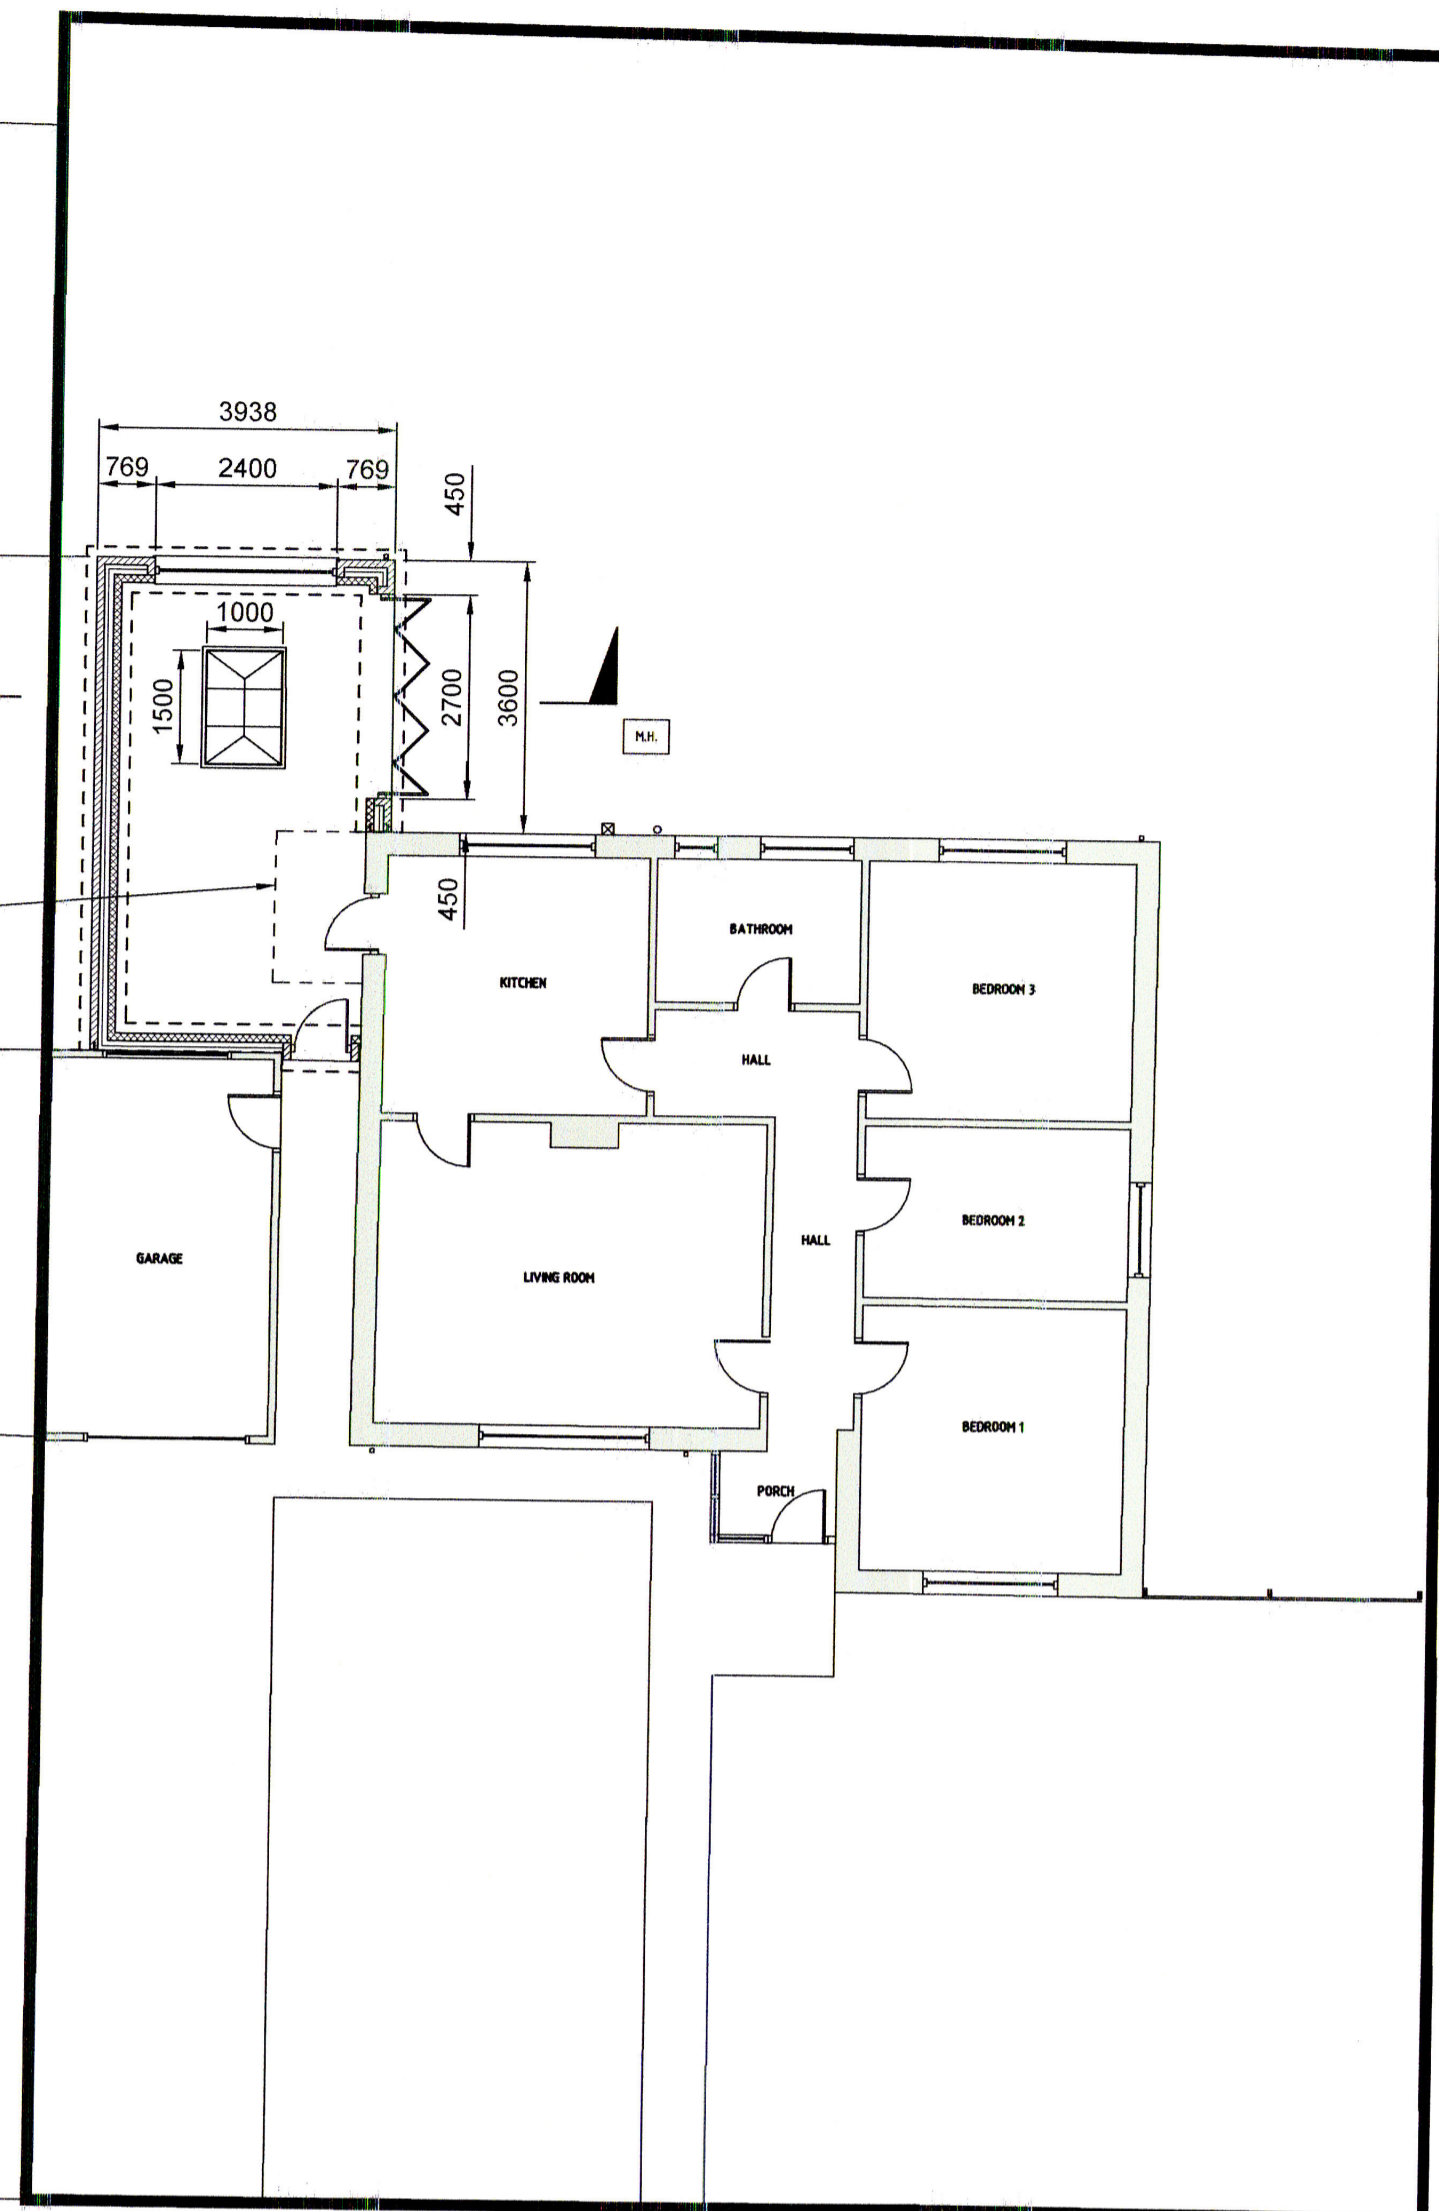 3938
769
2400
769
450
1000
1500
2700
3600
M.H.
450
KITCHEN
BATHROOM
BEDROOM 3
HALL
BEDROOM 2
HALL
GARAGE
LIVING ROOM
BEDROOM 1
PORCH